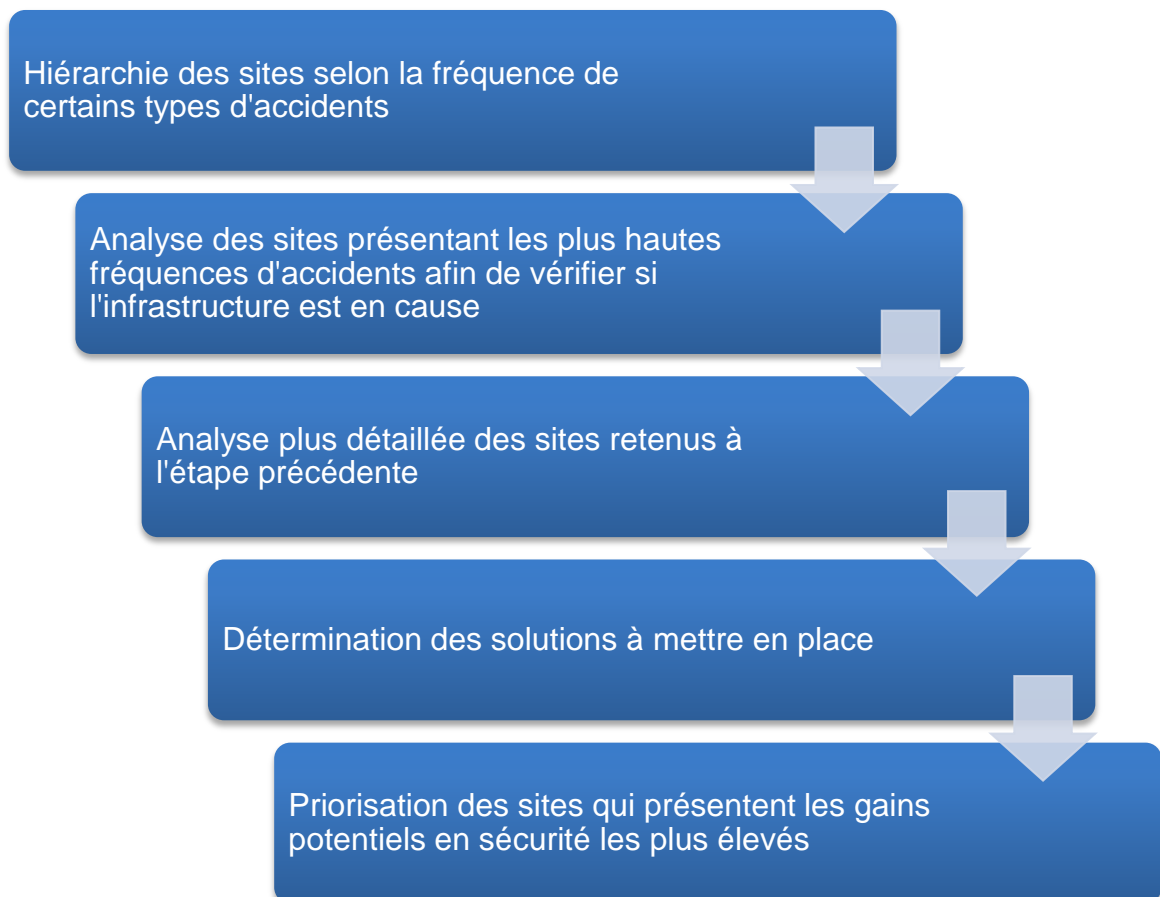 Hiérarchie des sites selon la fréquence de
certains types d'accidents
Analyse des sites présentant les plus hautes
fréquences d'accidents afin de vérifier si
l'infrastructure est en cause
Analyse plus détaillée des sites retenus à
l'étape précédente
Détermination des solutions à mettre en place
Priorisation des sites qui présentent les gains
potentiels en sécurité les plus élevés